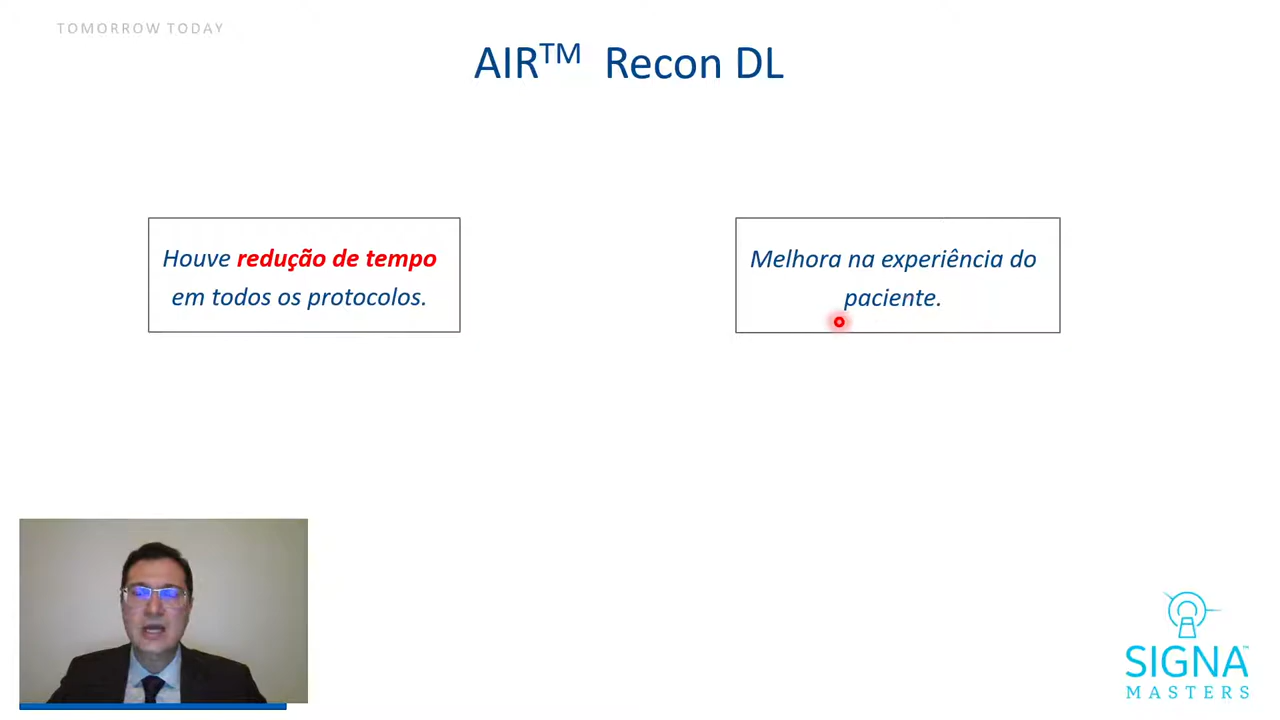 TOMORROW TODAY
AIR™ Recon DL
Houve redução de tempo
em todos os protocolos.
Melhora na experiência do
paciente.
SIGNA™
MASTERS